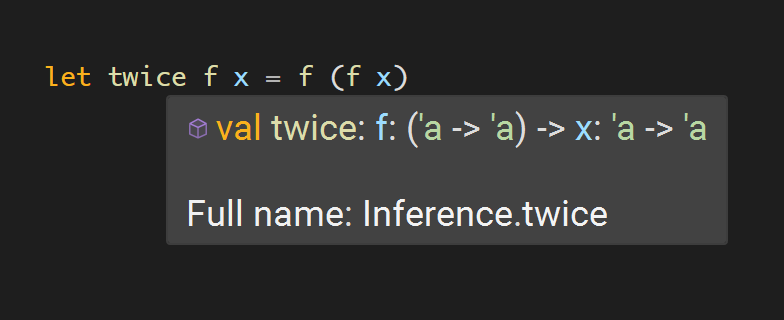 let twice f x = f (f x)
val twice: f: ('a -> 'a) -> x: 'a -> 'a
Full name: Inference.twice